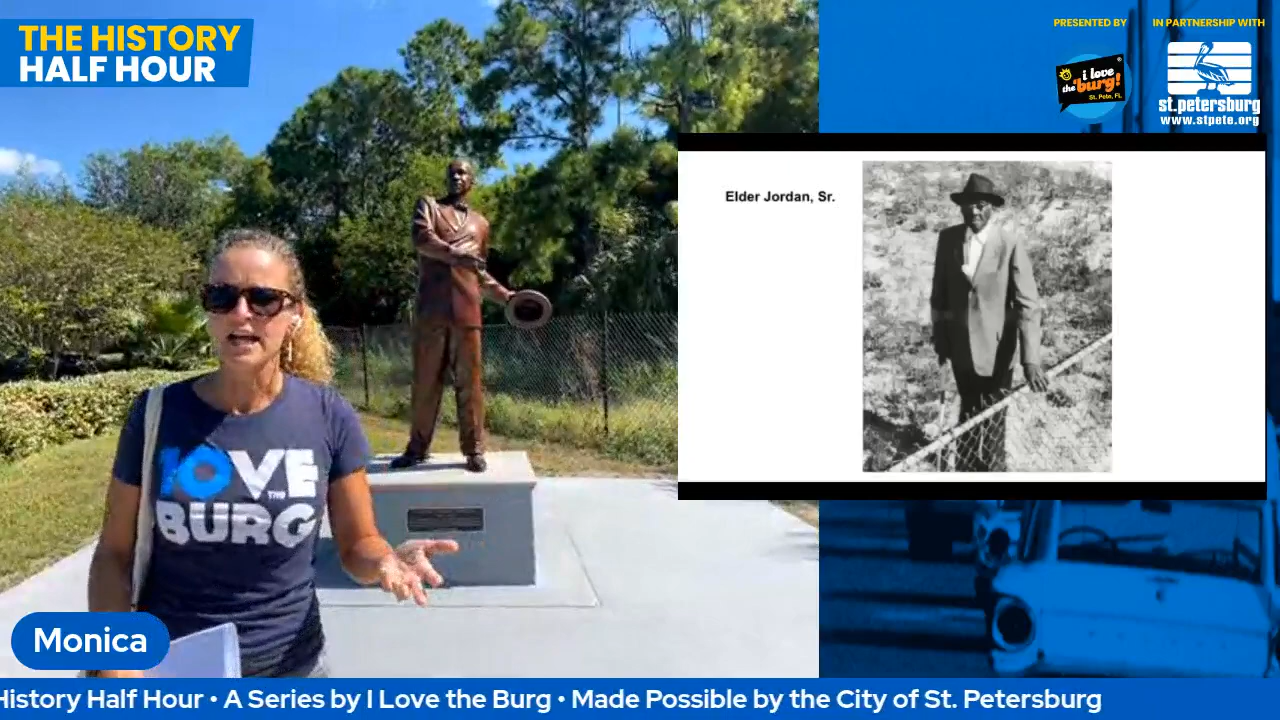 THE HISTORY
HALF HOUR
PRESENTED BY
IN PARTNERSHIP WITH
i love
the burg!
St. Pete, FL
st.petersburg
www.stpete.org
Elder Jordan, Sr.
LOVE
THE
BURG
Monica
History Half Hour • A Series by I Love the Burg • Made Possible by the City of St. Petersburg